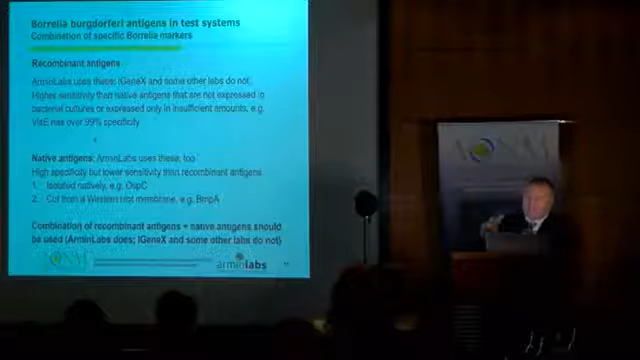 Borrelia burgdorferi antigens in test systems
Combination of specific Borrelia markers
Recombinant antigens
ArminLabs uses these; IGeneX and some other labs do not.
Higher sensitivity than native antigens that are not expressed in
bacterial cultures or expressed only in insufficient amounts, e.g.
VlsE has over 99% specificity
Native antigens: ArminLabs uses these, too
High specificity but lower sensitivity than recombinant antigens
1. Isolated natively, e.g. OspC
2. Cut from a Western blot membrane, e.g. BmpA
Combination of recombinant antigens + native antigens should
be used (ArminLabs does; IGeneX and some other labs do not)
AONM
arminlabs
AONM